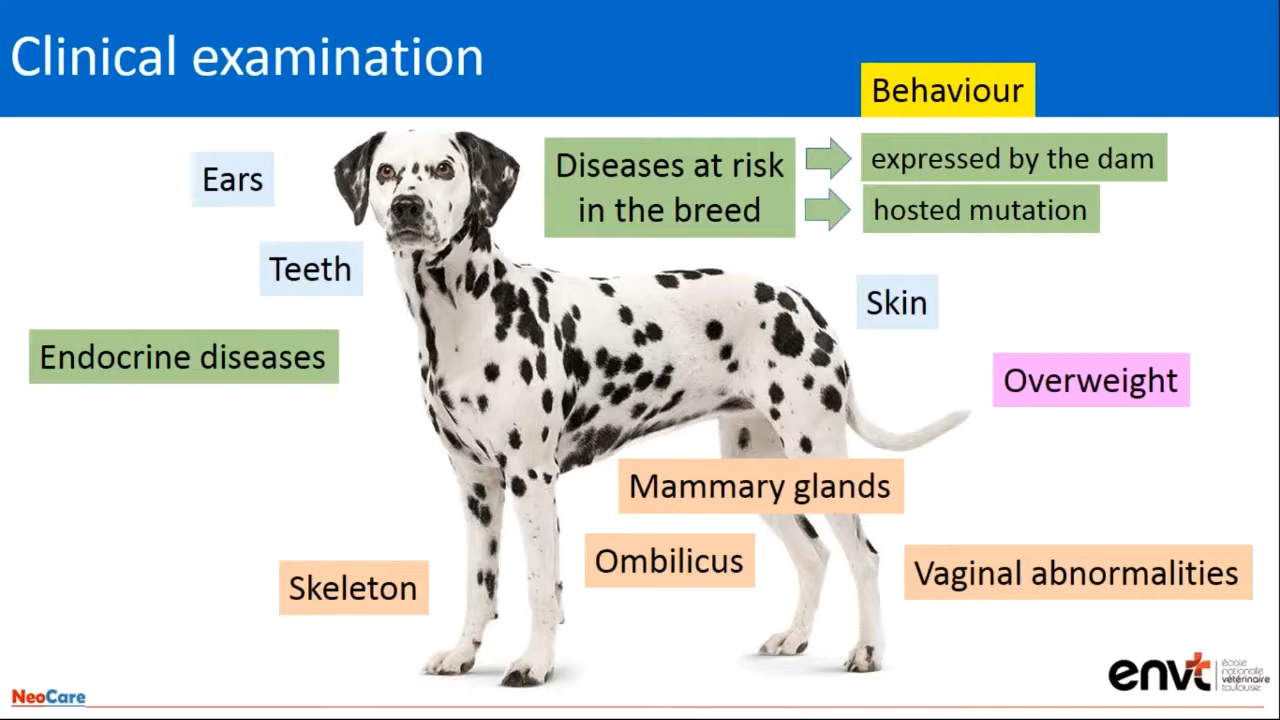 Clinical examination
Behaviour
Ears
Diseases at risk
in the breed
expressed by the dam
hosted mutation
Teeth
Skin
Endocrine diseases
Overweight
Mammary glands
Ombilicus
Skeleton
Vaginal abnormalities
NeoCare
envt
école
nationale
vétérinaire
toulouse